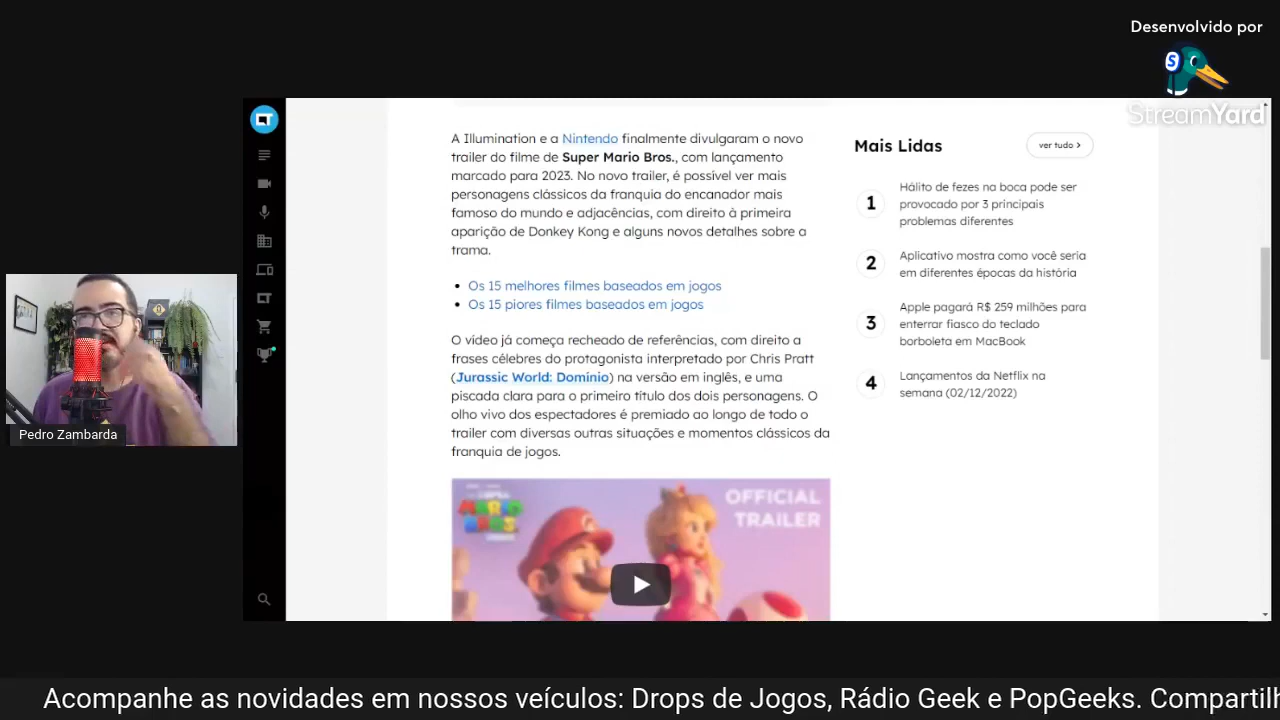 Desenvolvido por
StreamYard
A Illumination e a Nintendo finalmente divulgaram o novo
trailer do filme de Super Mario Bros., com lançamento
marcado para 2023. No novo trailer, é possível ver mais
personagens clássicos da franquia do encanador mais
famoso do mundo e adjacências, com direito à primeira
aparição de Donkey Kong e alguns novos detalhes sobre a
trama.
• Os 15 melhores filmes baseados em jogos
• Os 15 piores filmes baseados em jogos
O vídeo já começa recheado de referências, com direito a
frases célebres do protagonista interpretado por Chris Pratt
(Jurassic World: Domínio) na versão em inglês, e uma
piscada clara para o primeiro título dos dois personagens. O
olho vivo dos espectadores é premiado ao longo de todo o
trailer com diversas outras situações e momentos clássicos da
franquia de jogos.
OFFICIAL
TRAILER
Mais Lidas
ver tudo >
1
Hálito de fezes na boca pode ser
provocado por 3 principais
problemas diferentes
2
Aplicativo mostra como você seria
em diferentes épocas da história
3
Apple pagará R$ 259 milhões para
enterrar fiasco do teclado
borboleta em MacBook
4
Lançamentos da Netflix na
semana (02/12/2022)
Pedro Zambarda
Acompanhe as novidades em nossos veículos: Drops de Jogos, Rádio Geek e PopGeeks. Compartilh